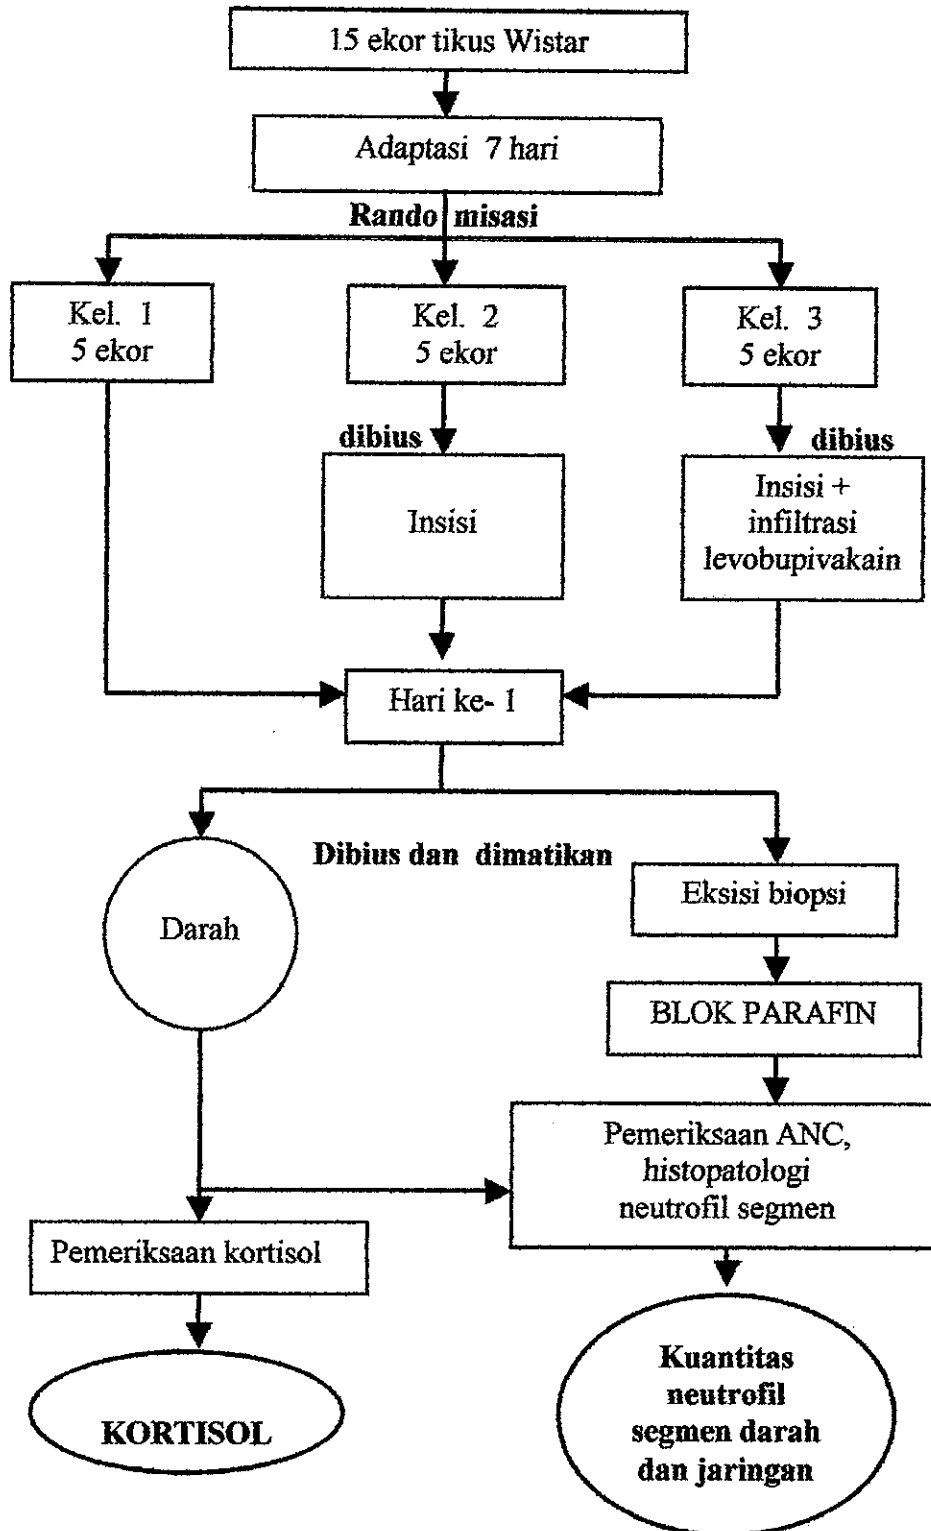 15 ekor tikus Wistar
Adaptasi 7 hari
Rando misasi
Kel. 1
5 ekor
Kel. 2
5 ekor
Kel. 3
5 ekor
dibius
dibius
Insisi
Insisi +
infiltrasi
levobupivakain
Hari ke- 1
Dibius dan dimatikan
Darah
Eksisi biopsi
BLOK PARAFIN
Pemeriksaan ANC,
histopatologi
neutrofil segmen
Pemeriksaan kortisol
KORTISOL
Kuantitas
neutrofil
segmen darah
dan jaringan